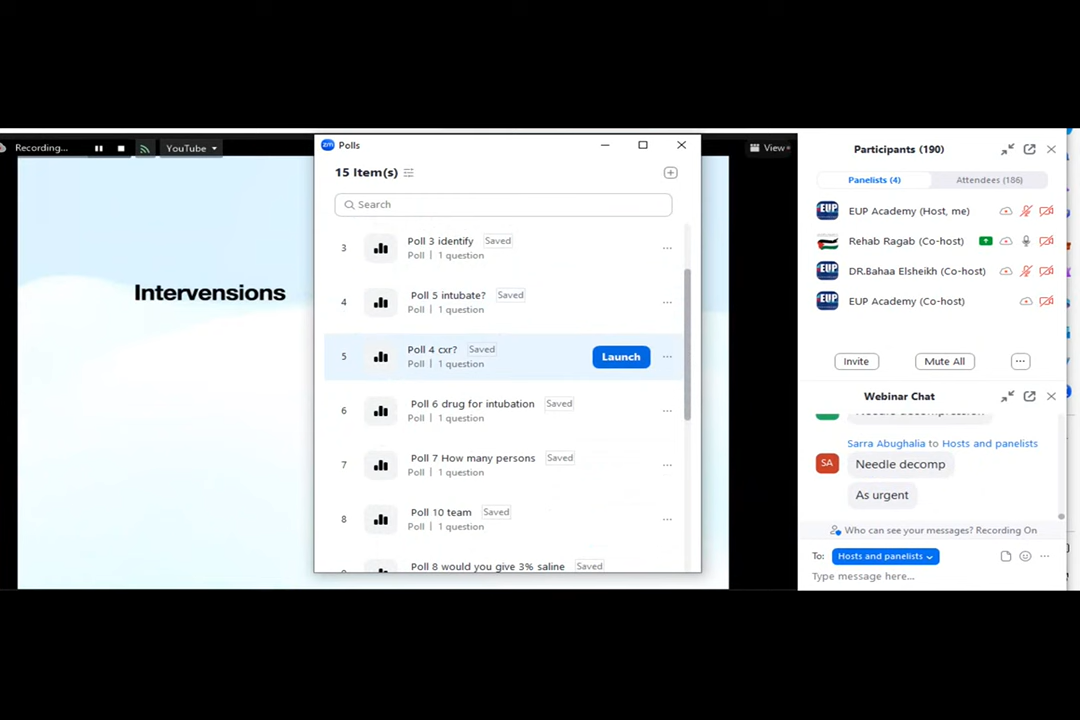 Recording...
YouTube
Intervensions
zm Polls
15 Item(s)
Search
3 Poll 3 identify Saved
Poll | 1 question
4 Poll 5 intubate? Saved
Poll | 1 question
5 Poll 4 cxr? Saved Launch
Poll | 1 question
6 Poll 6 drug for intubation Saved
Poll | 1 question
7 Poll 7 How many persons Saved
Poll | 1 question
8 Poll 10 team Saved
Poll | 1 question
Poll 8 would you give 3% saline Saved
View
Participants (190)
Panelists (4) Attendees (186)
EUP EUP Academy (Host, me)
Rehab Ragab (Co-host)
EUP DR.Bahaa Elsheikh (Co-host)
EUP EUP Academy (Co-host)
Invite Mute All
Webinar Chat
Needle decompression
Sarra Abughalia to Hosts and panelists
SA Needle decomp
As urgent
Who can see your messages? Recording On
To: Hosts and panelists
Type message here...